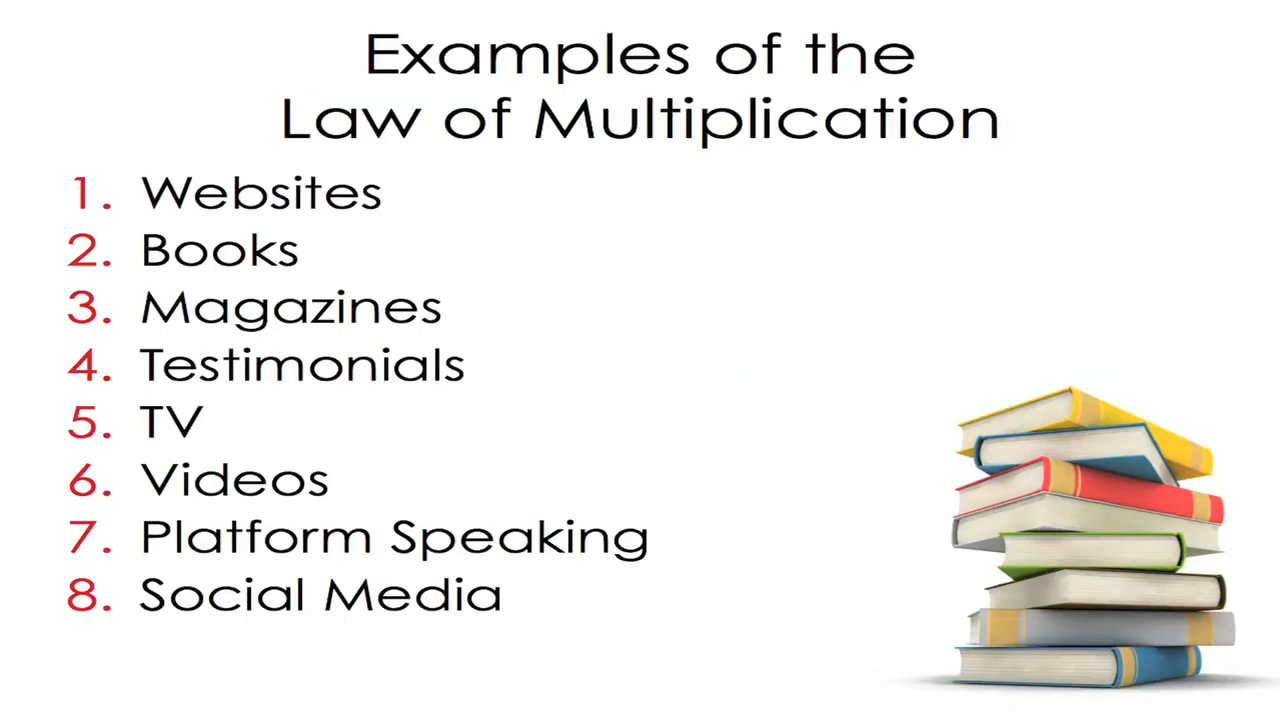 Examples of the
Law of Multiplication
1. Websites
2. Books
3. Magazines
4. Testimonials
5. TV
6. Videos
7. Platform Speaking
8. Social Media